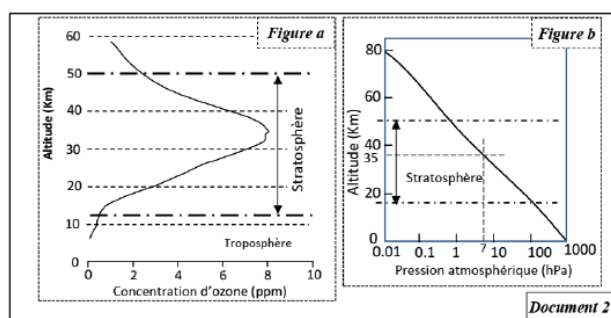 Figure a
60
50
40
30
20
10
0
Altitude (Km)
Stratosphère
Troposphère
0 2 4 6 8 10
Concentration d'ozone (ppm)
Figure b
80
60
40
35
20
0
Altitude (Km)
Stratosphère
7
0.01 0.1 1 10 100 1000
Pression atmosphérique (hPa)
Document 2